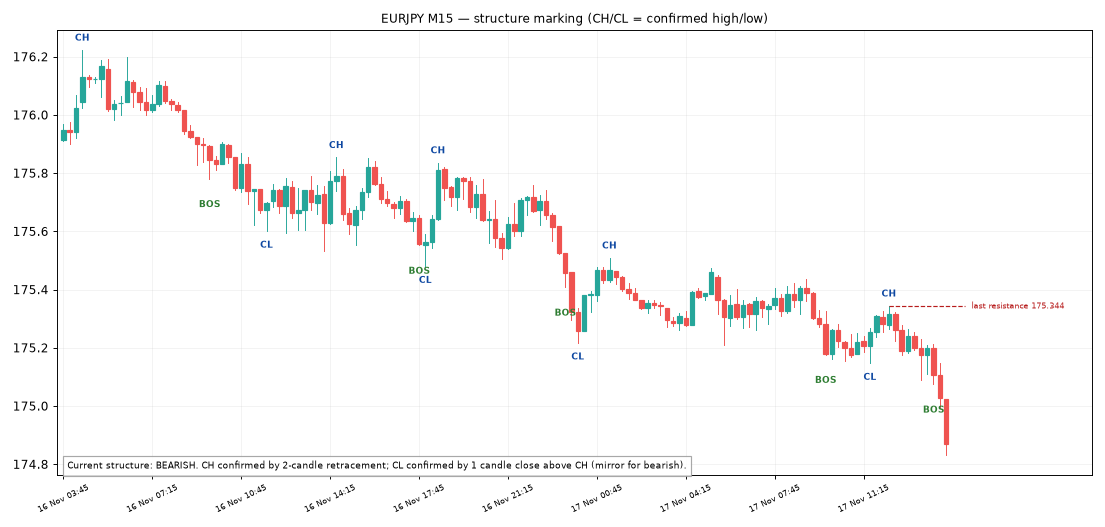 EURJPY M15 — structure marking (CH/CL = confirmed high/low)
CH
176.2
176.0
CH
CH
175.8
BOS
175.6
CL
CH
BOS
CL
175.4
CH
last resistance 175.344
BOS
175.2
CL
CL
BOS
175.0
BOS
174.8
Current structure: BEARISH. CH confirmed by 2-candle retracement; CL confirmed by 1 candle close above CH (mirror for bearish).
16 Nov 03:45
16 Nov 07:15
16 Nov 10:45
16 Nov 14:15
16 Nov 17:45
16 Nov 21:15
17 Nov 00:45
17 Nov 04:15
17 Nov 07:45
17 Nov 11:15